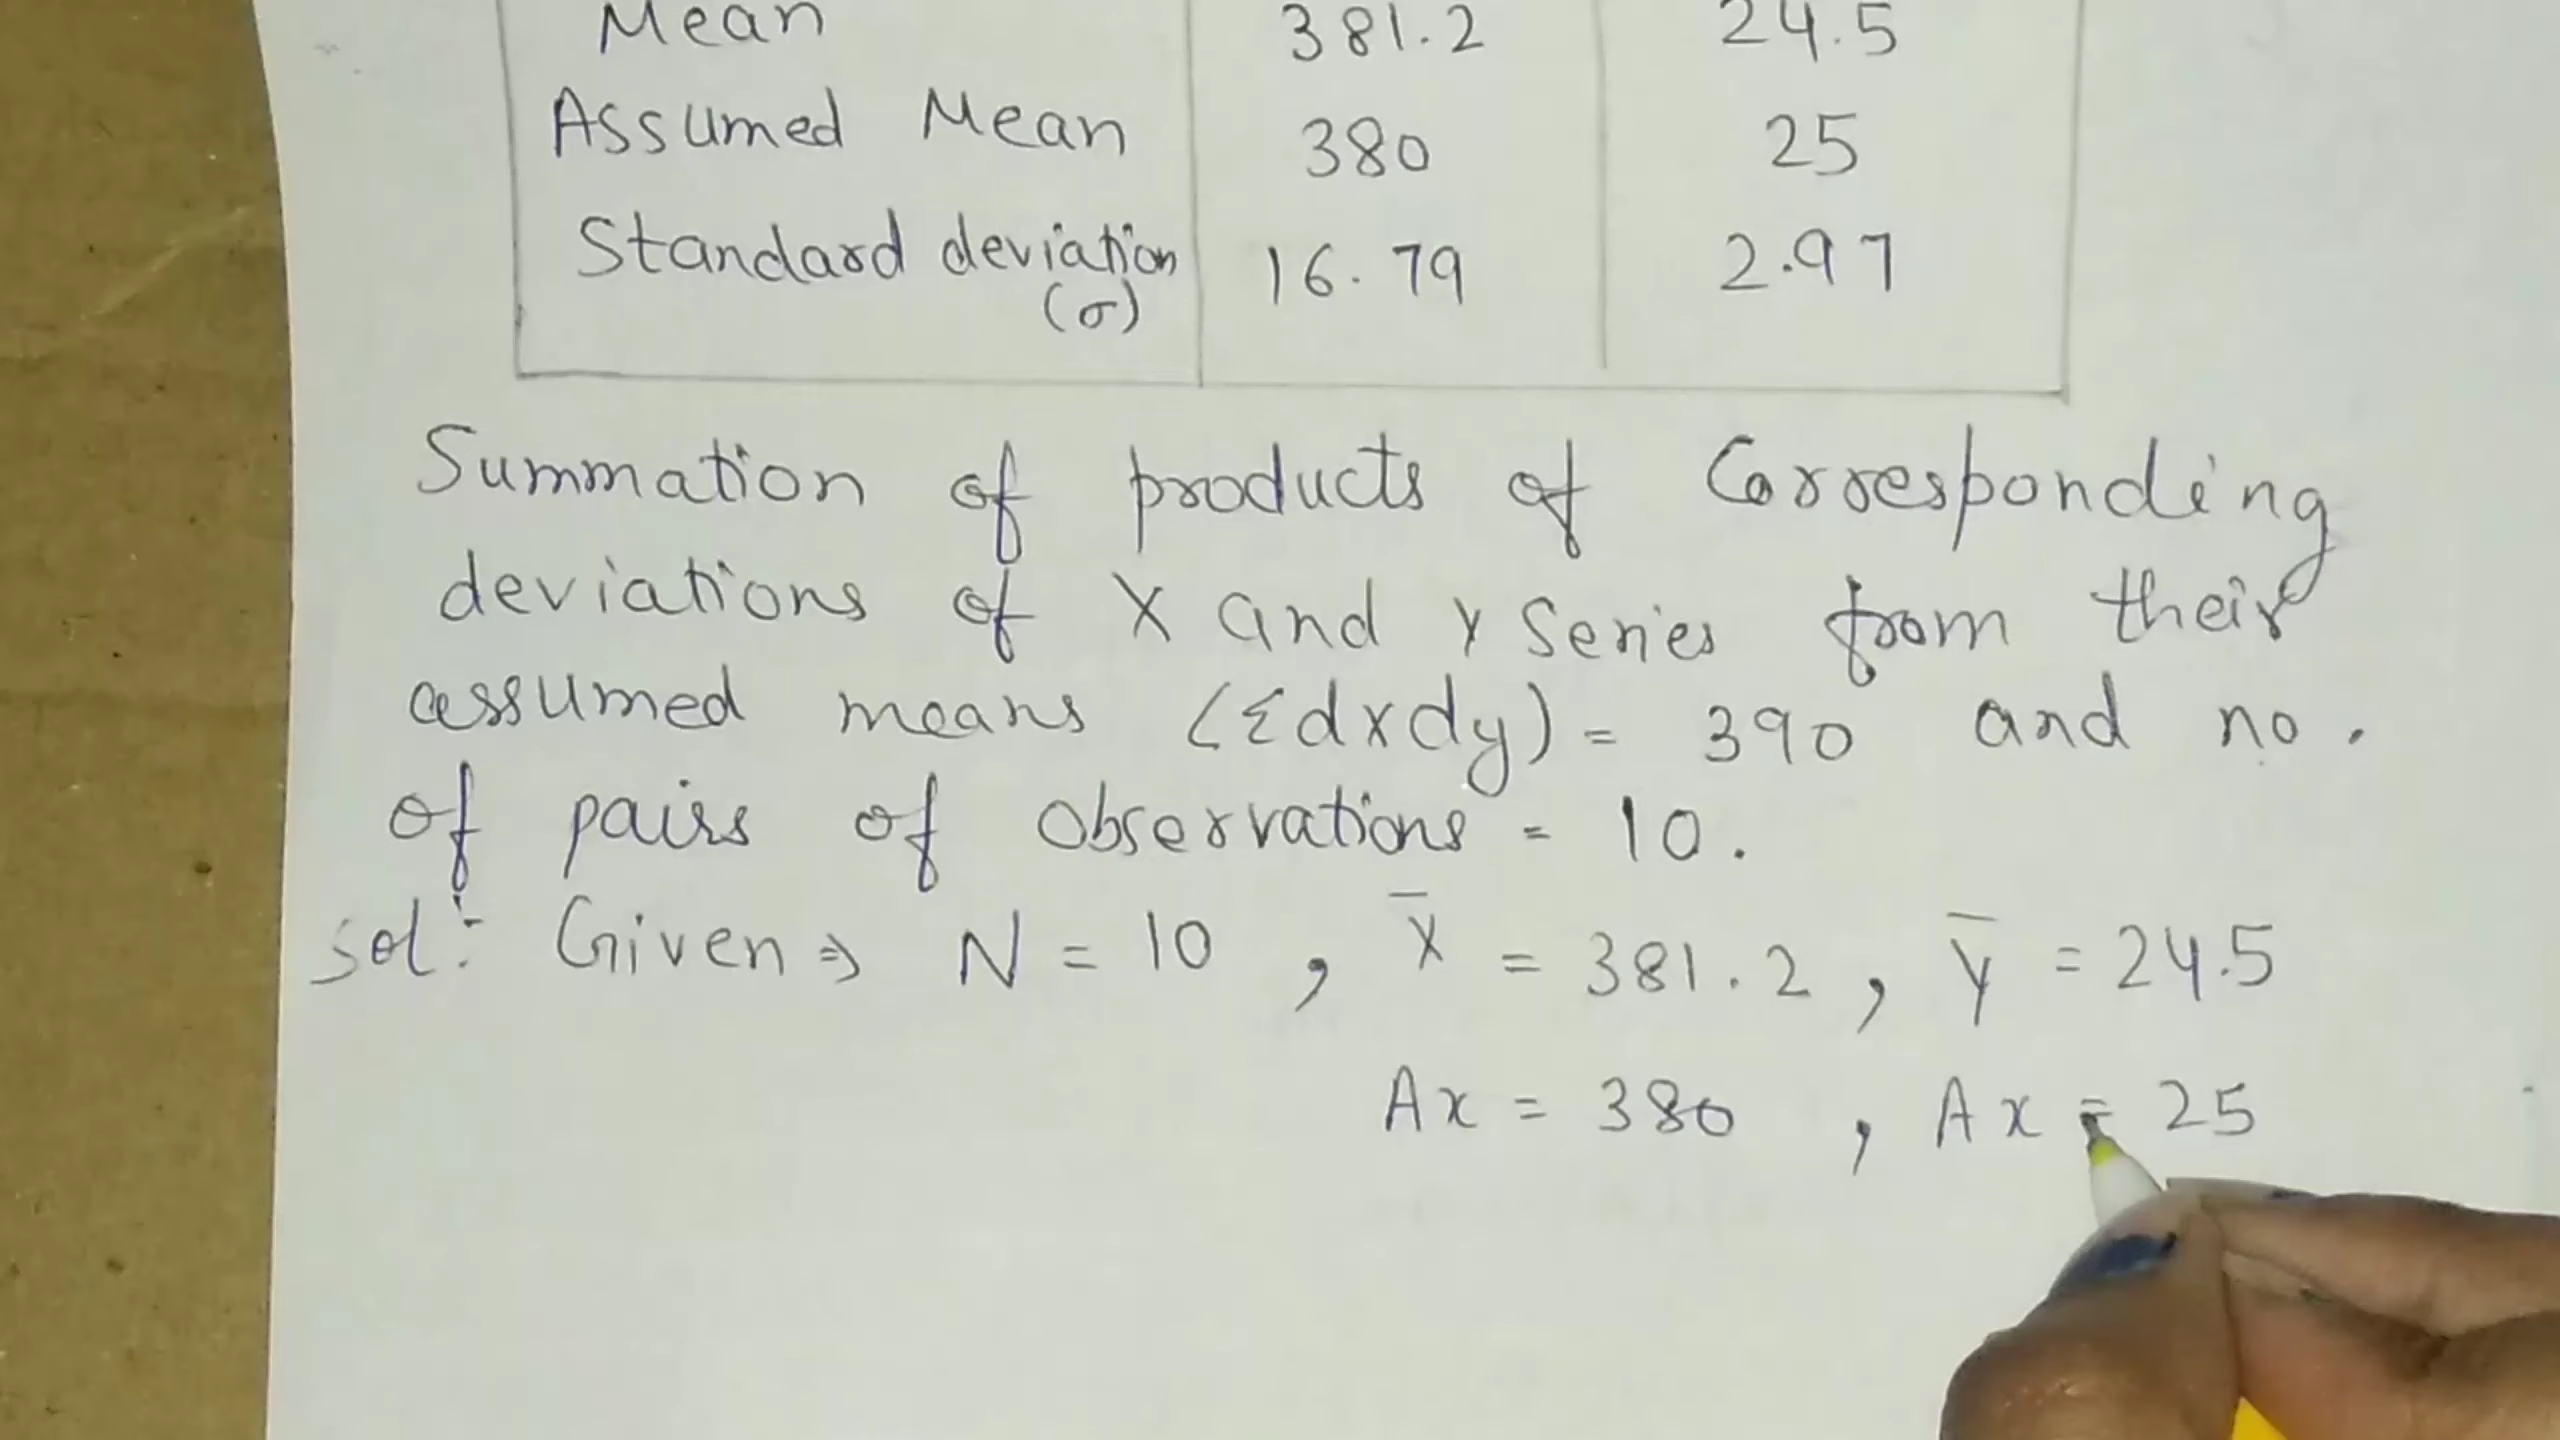 Mean 381.2 24.5
Assumed Mean 380 25
Standard deviation 16.79 2.97
(σ)
Summation of products of Corresponding
deviations of X and Y Series from their
assumed means (Σdxdy) = 390 and no.
of pairs of observations = 10.
Sol: Given ⇒ N = 10 , X̄ = 381.2 , Ȳ = 24.5
Ax = 380 , Ax = 25